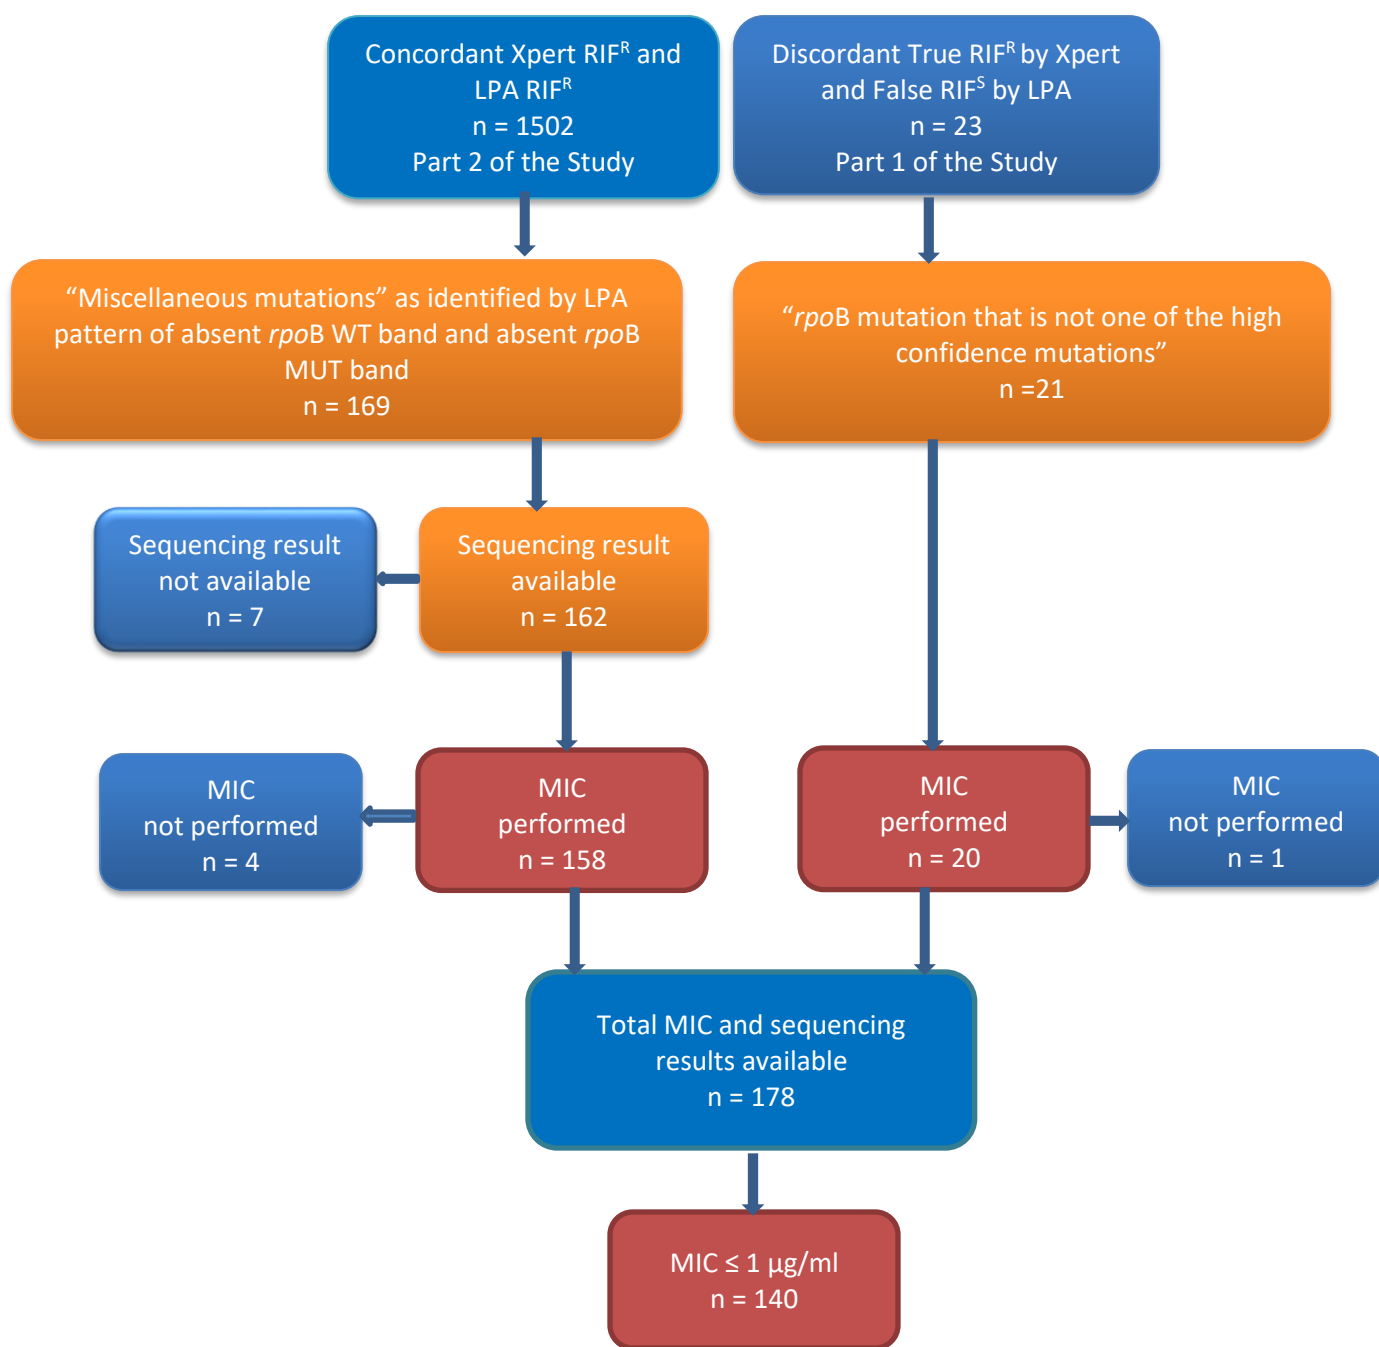 Concordant Xpert RIFᴿ and
LPA RIFᴿ
n = 1502
Part 2 of the Study
Discordant True RIFᴿ by Xpert
and False RIFˢ by LPA
n = 23
Part 1 of the Study
“Miscellaneous mutations” as identified by LPA
pattern of absent rpoB WT band and absent rpoB
MUT band
n = 169
“rpoB mutation that is not one of the high
confidence mutations”
n =21
Sequencing result
not available
n = 7
Sequencing result
available
n = 162
MIC
not performed
n = 4
MIC
performed
n = 158
MIC
performed
n = 20
MIC
not performed
n = 1
Total MIC and sequencing
results available
n = 178
MIC ≤ 1 µg/ml
n = 140